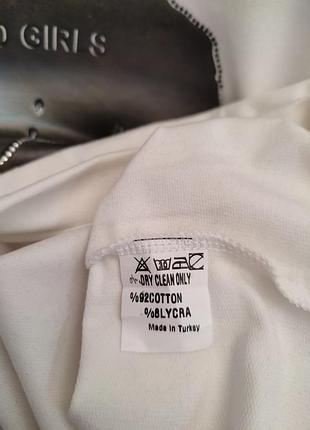 GIRLS
DRY CLEAN ONLY
%92COTTON
%8LYCRA
Made in Turkey